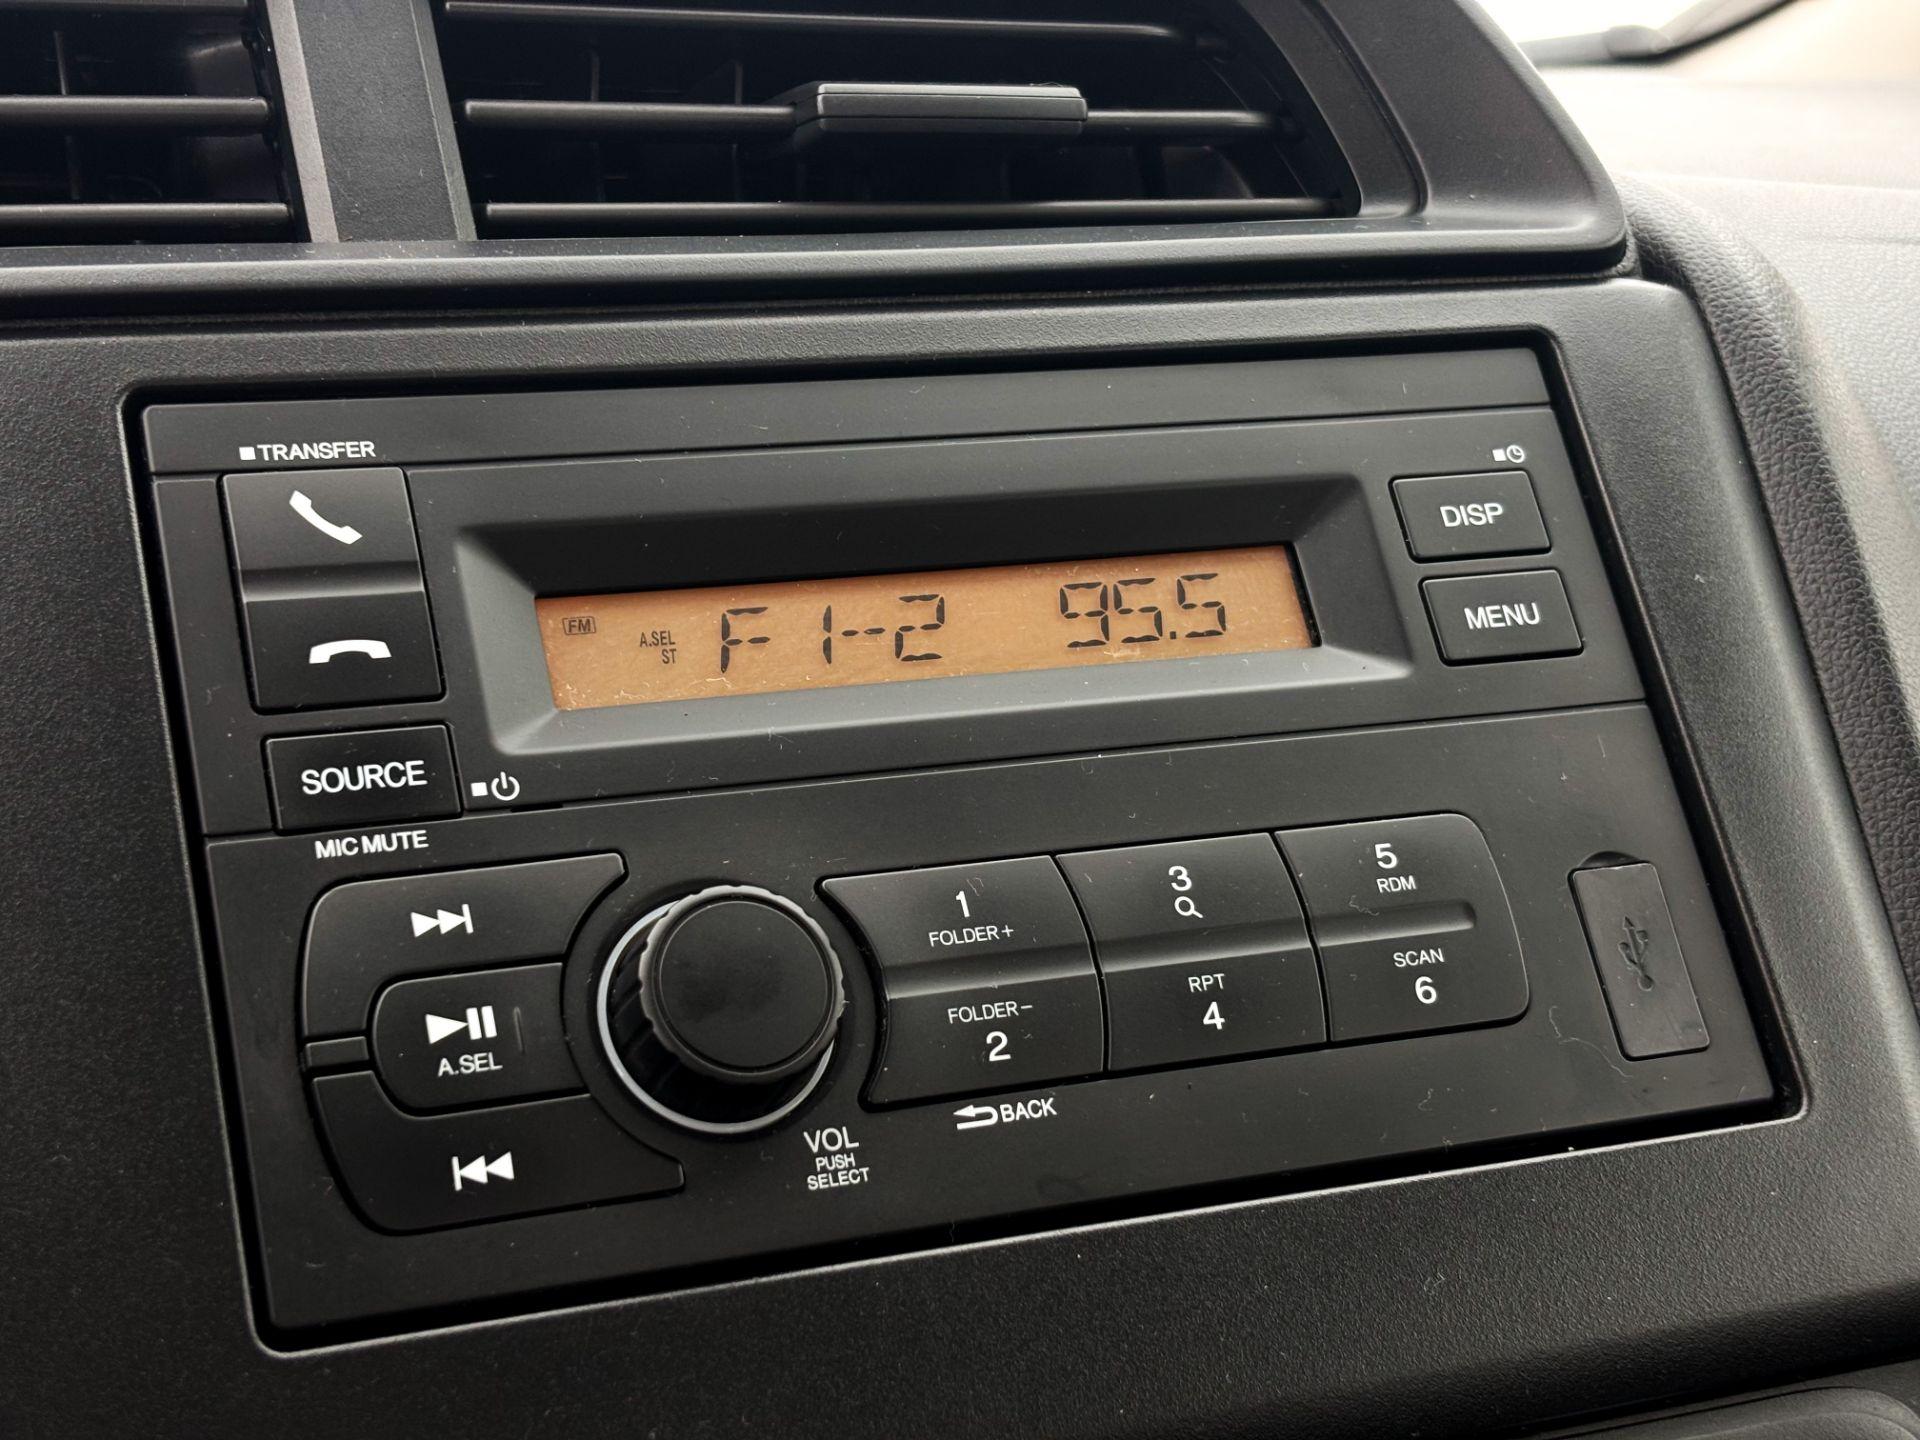 TRANSFER
DISP
MENU
FM
A.SEL
ST
F1--2 95.5
SOURCE
MIC MUTE
A.SEL
VOL
PUSH
SELECT
1
FOLDER+
FOLDER-
2
BACK
3
RPT
4
5
RDM
SCAN
6